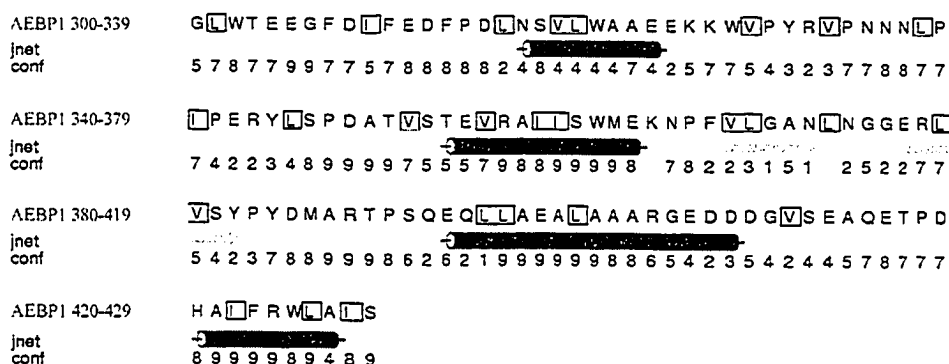 AEBP1 300-339 G L W T E E G F D I F E D F P D L N S V L W A A E E K K W V P Y R V P N N N L P
jnet
conf 5 7 8 7 7 9 9 7 7 5 7 8 8 8 8 8 2 4 8 4 4 4 4 7 4 2 5 7 7 5 4 3 2 3 7 7 8 8 7 7
AEBP1 340-379 I P E R Y L S P D A T V S T E V R A I I S W M E K N P F V L G A N L N G G E R L
jnet
conf 7 4 2 2 3 4 8 9 9 9 9 7 5 5 5 7 9 8 8 9 9 9 9 8 7 8 2 2 3 1 5 1 2 5 2 2 7 7
AEBP1 380-419 V S Y P Y D M A R T P S Q E Q L L A E A L A A A R G E D D D G V S E A Q E T P D
jnet
conf 5 4 2 3 7 8 8 9 9 9 8 6 2 6 2 1 9 9 9 9 9 9 8 8 6 5 4 2 3 5 4 2 4 4 5 7 8 7 7 7
AEBP1 420-429 H A I F R W L A I S
jnet
conf 8 9 9 9 9 8 9 4 8 9